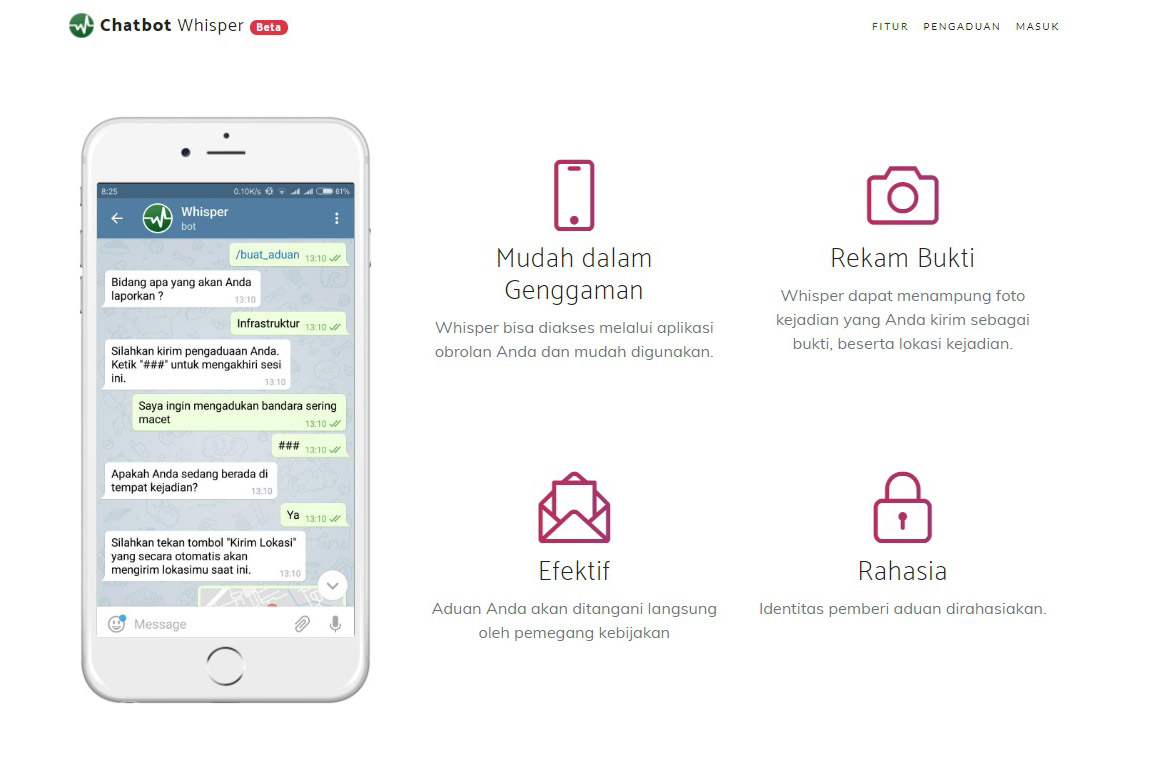 Chatbot Whisper Beta
FITUR PENGADUAN MASUK
8:25 0.10K/s 61%
Whisper
bot
/buat_aduan 13:10
Bidang apa yang akan Anda
laporkan ?
13:10
Infrastruktur 13:10
Silahkan kirim pengaduaan Anda.
Ketik "###" untuk mengakhiri sesi
ini.
13:10
Saya ingin mengadukan bandara sering
macet
13:10
### 13:10
Apakah Anda sedang berada di
tempat kejadian?
13:10
Ya 13:10
Silahkan tekan tombol "Kirim Lokasi"
yang secara otomatis akan
mengirim lokasimu saat ini.
13:10
Message
Mudah dalam
Genggaman
Whisper bisa diakses melalui aplikasi
obrolan Anda dan mudah digunakan.
Rekam Bukti
Whisper dapat menampung foto
kejadian yang Anda kirim sebagai
bukti, beserta lokasi kejadian.
Efektif
Aduan Anda akan ditangani langsung
oleh pemegang kebijakan
Rahasia
Identitas pemberi aduan dirahasiakan.